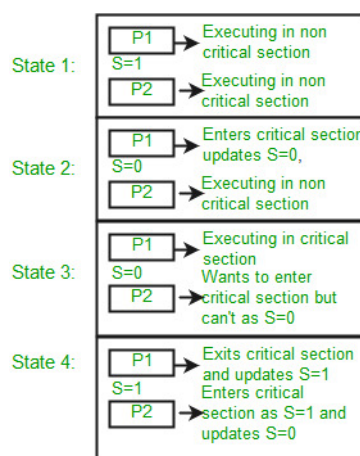 State 1:
P1
Executing in non
critical section
S=1
P2
Executing in non
critical section
State 2:
P1
Enters critical section
updates S=0,
S=0
P2
Executing in non
critical section
State 3:
P1
Executing in critical
section
S=0
P2
Wants to enter
critical section but
can't as S=0
State 4:
P1
Exits critical section
and updates S=1
S=1
P2
Enters critical
section as S=1 and
updates S=0